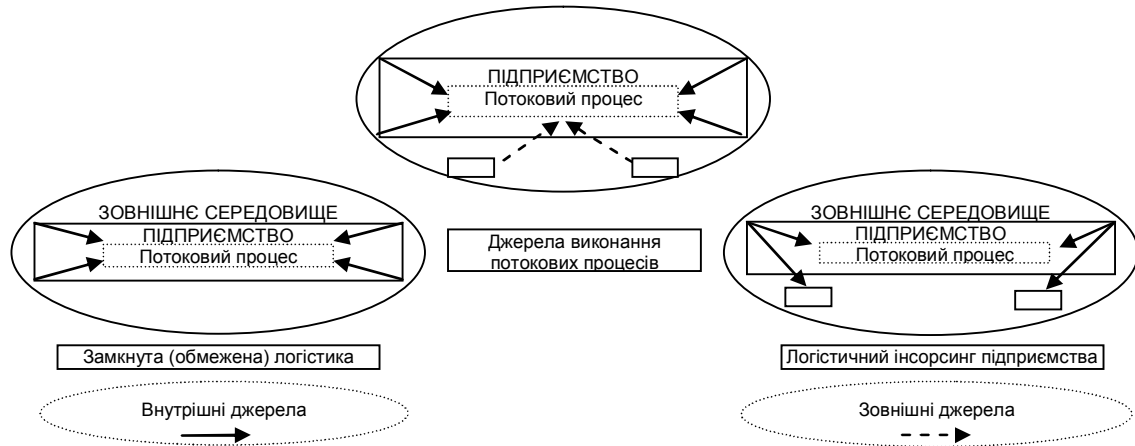 ПІДПРИЄМСТВО
Потоковий процес
ЗОВНІШНЄ СЕРЕДОВИЩЕ
ПІДПРИЄМСТВО
Потоковий процес
Джерела виконання
потокових процесів
ЗОВНІШНЄ СЕРЕДОВИЩЕ
ПІДПРИЄМСТВО
Потоковий процес
Замкнута (обмежена) логістика
Логістичний інсорсинг підприємства
Внутрішні джерела
Зовнішні джерела